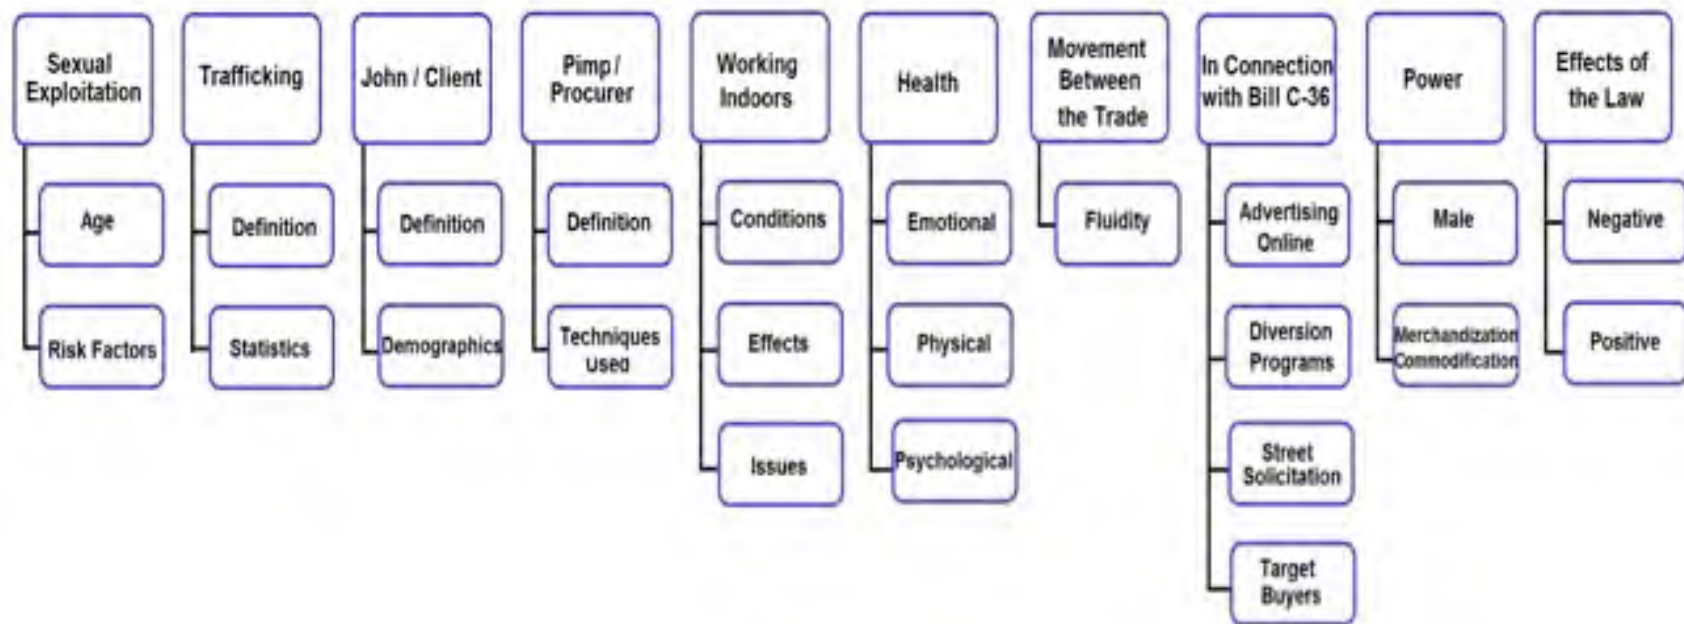 Sexual
Exploitation
Age
Risk Factors
Trafficking
Definition
Statistics
John / Client
Definition
Demographics
Pimp /
Procurer
Definition
Techniques
used
Working
Indoors
Conditions
Effects
Issues
Health
Emotional
Physical
Psychological
Movement
Between
the Trade
Fluidity
In Connection
with Bill C-36
Advertising
Online
Diversion
Programs
Street
Solicitation
Target
Buyers
Power
Male
Merchandization
Commodification
Effects of
the Law
Negative
Positive